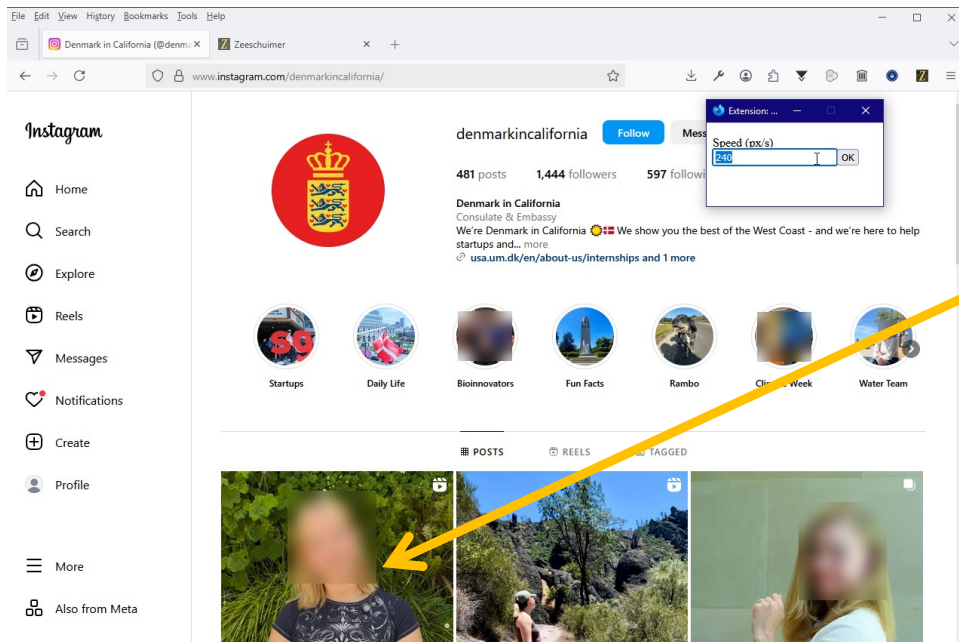 File Edit View History Bookmarks Tools Help
Denmark in California (@denma
Zeeschuimer
www.instagram.com/denmarkincalifornia/
Extension: ...
Speed (px/s)
240
OK
Instagram
Home
Search
Explore
Reels
Messages
Notifications
Create
Profile
More
Also from Meta
denmarkincalifornia Follow Mess
481 posts 1,444 followers 597 followi
Denmark in California
Consulate & Embassy
We're Denmark in California 🌞🇩🇰 We show you the best of the West Coast - and we're here to help
startups and... more
usa.um.dk/en/about-us/internships and 1 more
SG
Startups Daily Life Bioinnovators Fun Facts Rambo Week Water Team
POSTS REELS TAGGED